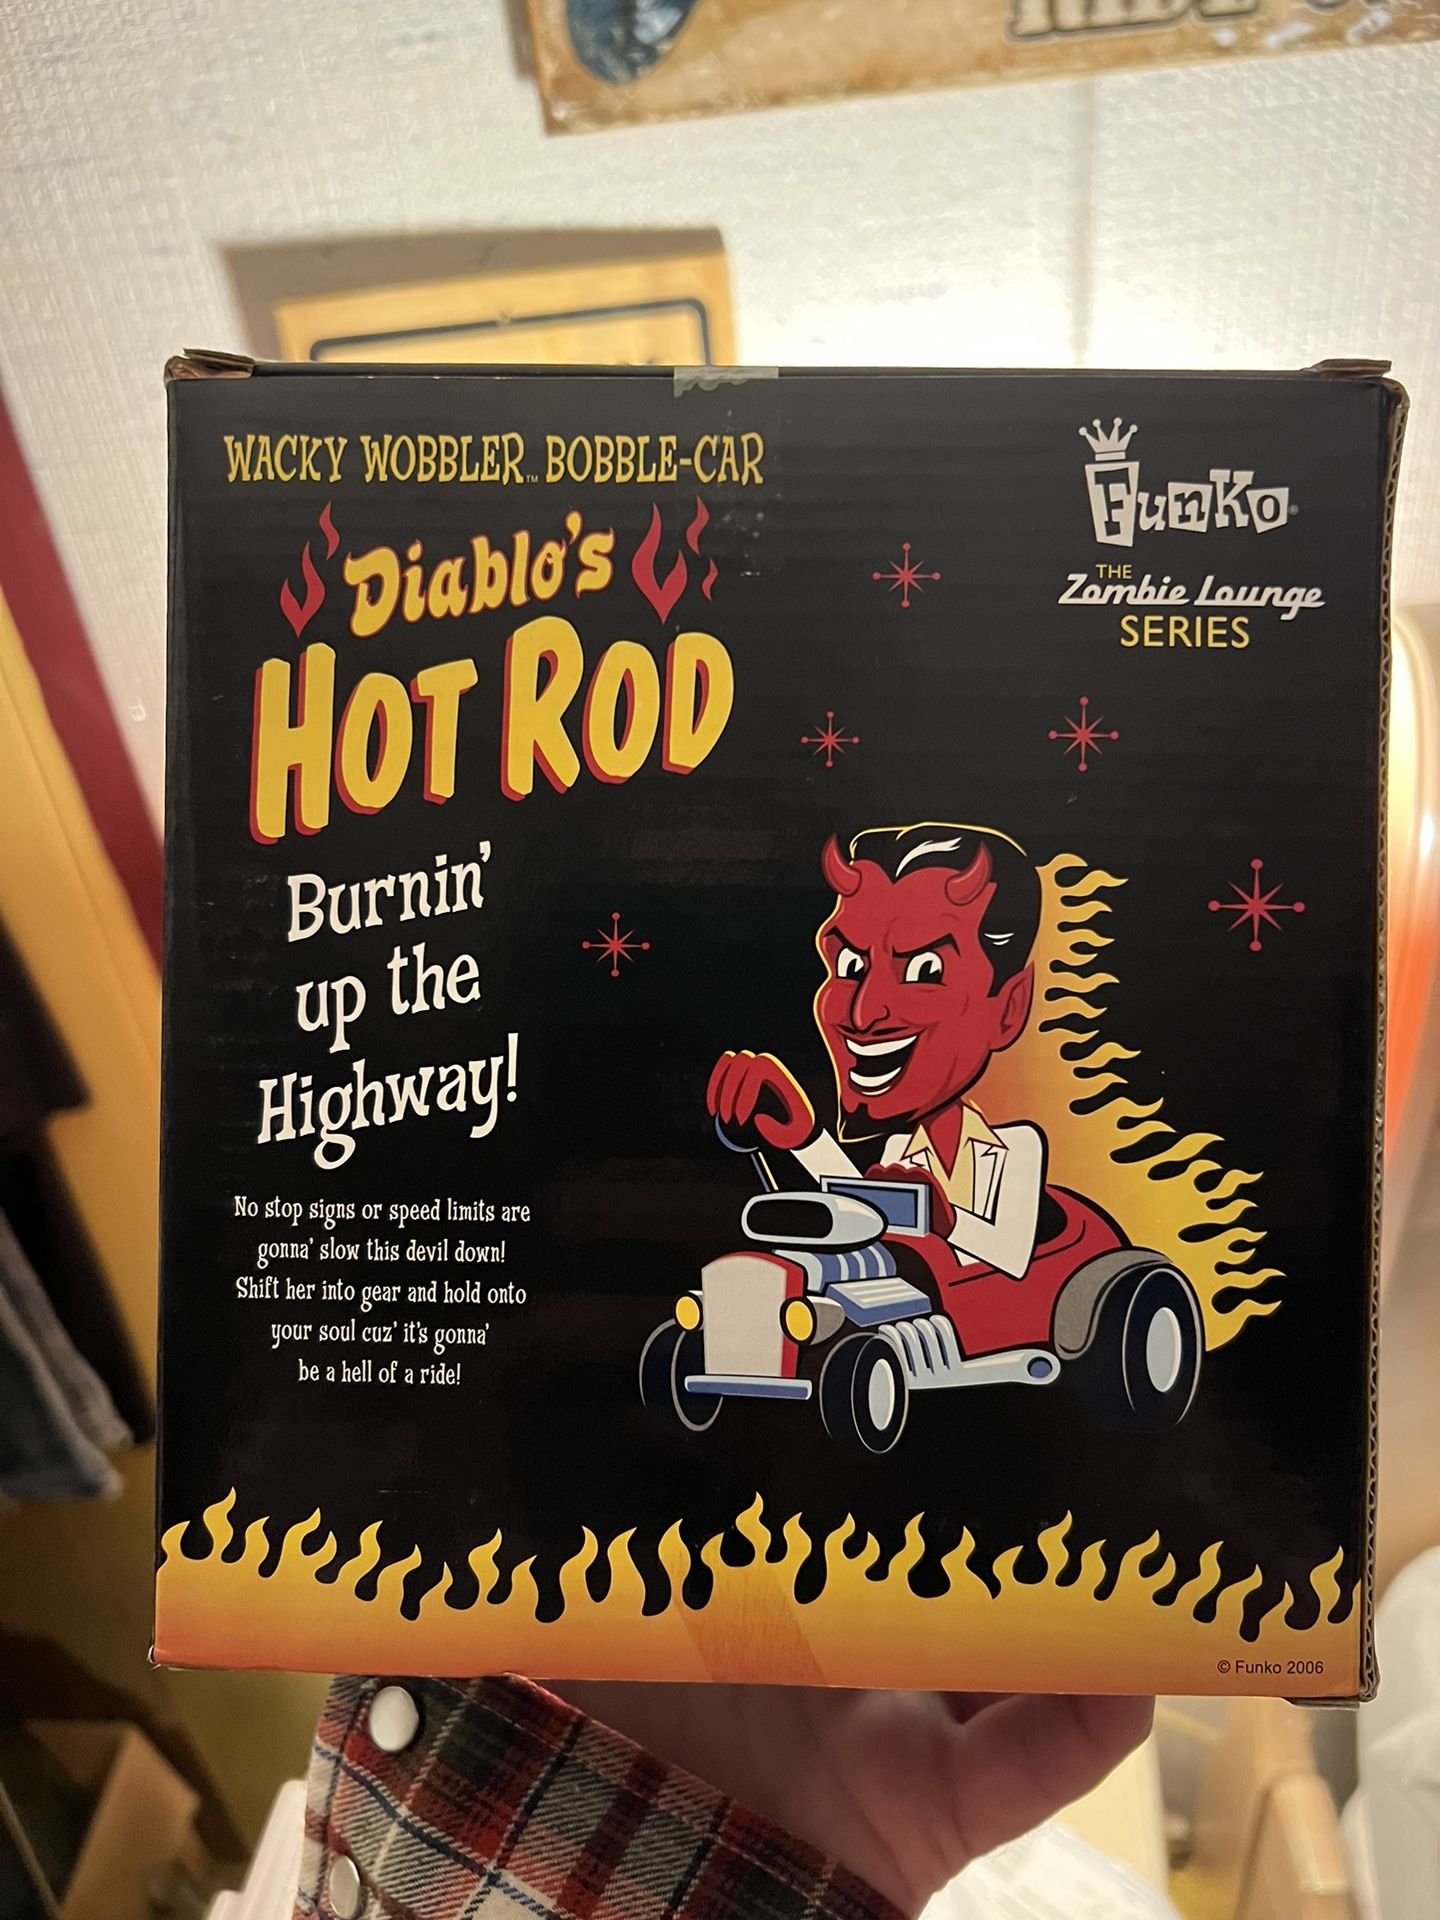 WACKY WOBBLER™ BOBBLE-CAR
Diablo's
HOT ROD
Burnin'
up the
Highway!
No stop signs or speed limits are
gonna' slow this devil down!
Shift her into gear and hold onto
your soul cuz' it's gonna'
be a hell of a ride!
FunKo®
THE
Zombie Lounge
SERIES
© Funko 2006